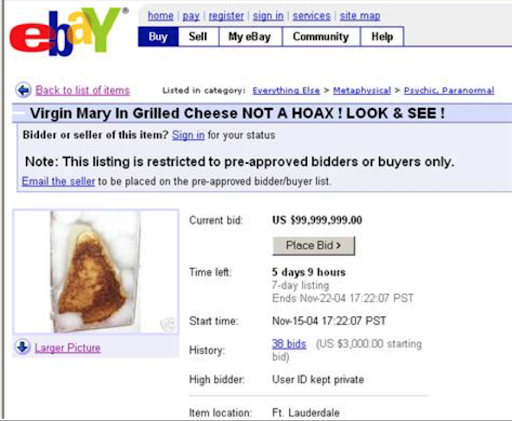 ebaY®
home | pay | register | sign in | services | site map
Buy Sell My eBay Community Help
Back to list of items Listed in category: Everything Else > Metaphysical > Psychic, Paranormal
Virgin Mary In Grilled Cheese NOT A HOAX ! LOOK & SEE !
Bidder or seller of this item? Sign in for your status
Note: This listing is restricted to pre-approved bidders or buyers only.
Email the seller to be placed on the pre-approved bidder/buyer list.
Current bid: US $99,999,999.00
Place Bid >
Time left: 5 days 9 hours
7-day listing
Ends Nov-22-04 17:22:07 PST
Start time: Nov-15-04 17:22:07 PST
Larger Picture
History: 38 bids (US $3,000.00 starting
bid)
High bidder: User ID kept private
Item location: Ft. Lauderdale